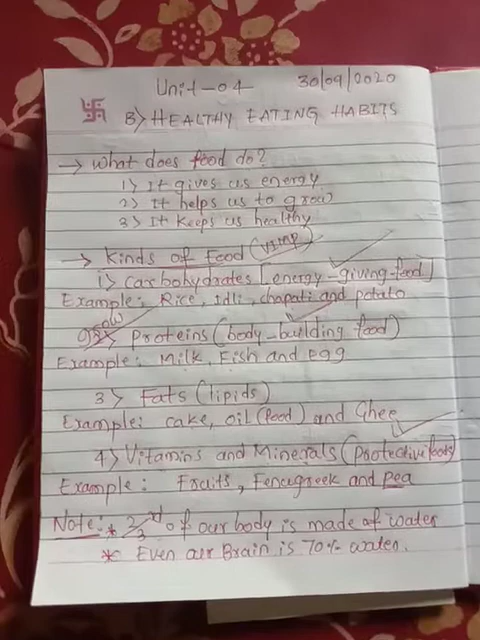 Unit-04 30/09/2020
B> HEALTHY EATING HABITS
→ What does food do?
1> It gives us energy
2> It helps us to grow
3> It keeps us healthy
→ Kinds of Food (VIMP)
1> Carbohydrates [energy-giving-food]
Example: Rice, Idli, chapati and potato
2> Proteins (body-building food)
Example: Milk, Fish and egg
3> Fats (lipids)
Example: cake, oil (food) and Ghee
4> Vitamins and Minerals (protective foods)
Example: Fruits, Fenugreek and pea
Note: * 2/3rd of our body is made of water
* Even our Brain is 70% water.